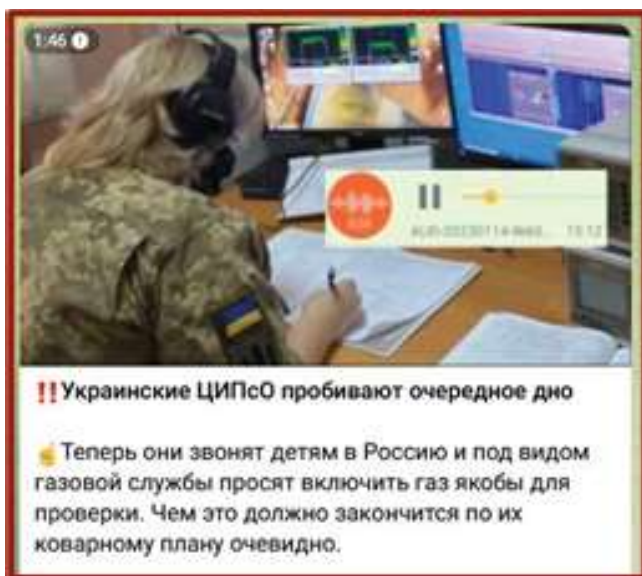 1:46
‼Украинские ЦИПсО пробивают очередное дно
☝Теперь они звонят детям в Россию и под видом
газовой службы просят включить газ якобы для
проверки. Чем это должно закончится по их
коварному плану очевидно.